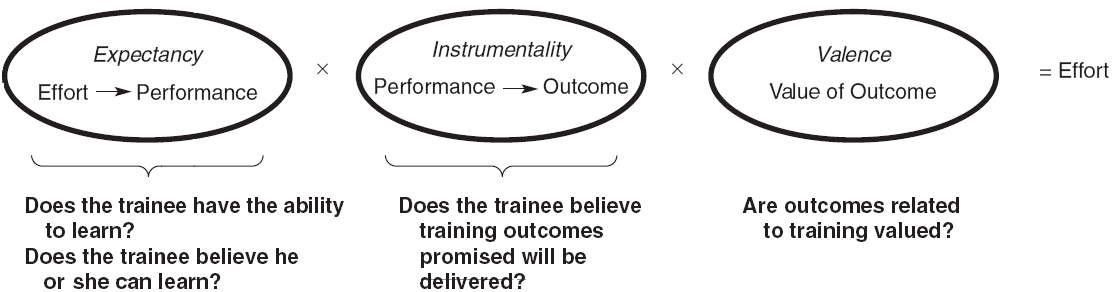 Expectancy
Effort → Performance
×
Instrumentality
Performance → Outcome
×
Valence
Value of Outcome
= Effort
Does the trainee have the ability
to learn?
Does the trainee believe he
or she can learn?
Does the trainee believe
training outcomes
promised will be
delivered?
Are outcomes related
to training valued?